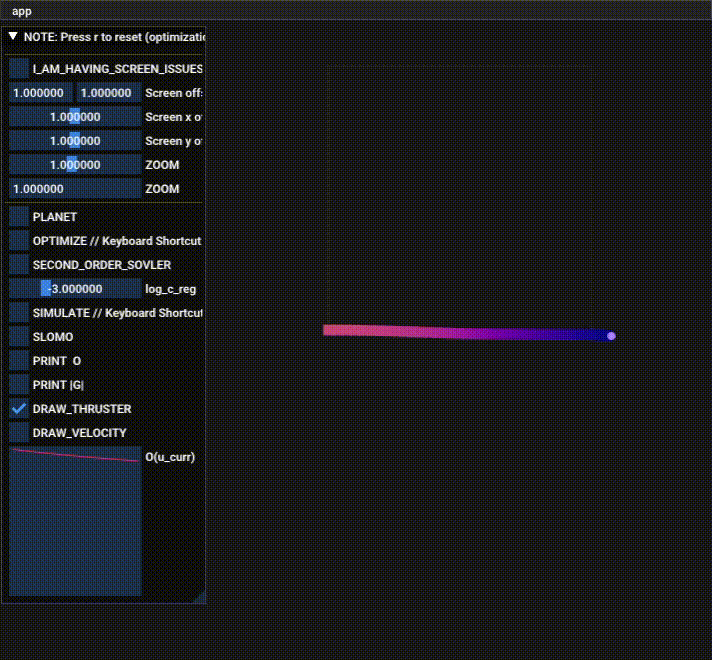 app
NOTE: Press r to reset (optimizatio
I_AM_HAVING_SCREEN_ISSUES
1.000000 1.000000 Screen off
1.000000 Screen x o
1.000000 Screen y o
1.000000 ZOOM
1.000000 ZOOM
PLANET
OPTIMIZE // Keyboard Shortcut
SECOND_ORDER_SOVLER
-3.000000 log_c_reg
SIMULATE // Keyboard Shortcut
SLOMO
PRINT O
PRINT |G|
DRAW_THRUSTER
DRAW_VELOCITY
O(u_curr)